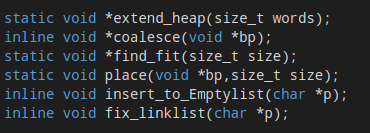 static void *extend_heap(size_t words);
inline void *coalesce(void *bp);
static void *find_fit(size_t size);
static void place(void *bp,size_t size);
inline void insert_to_Emptylist(char *p);
inline void fix_linklist(char *p);